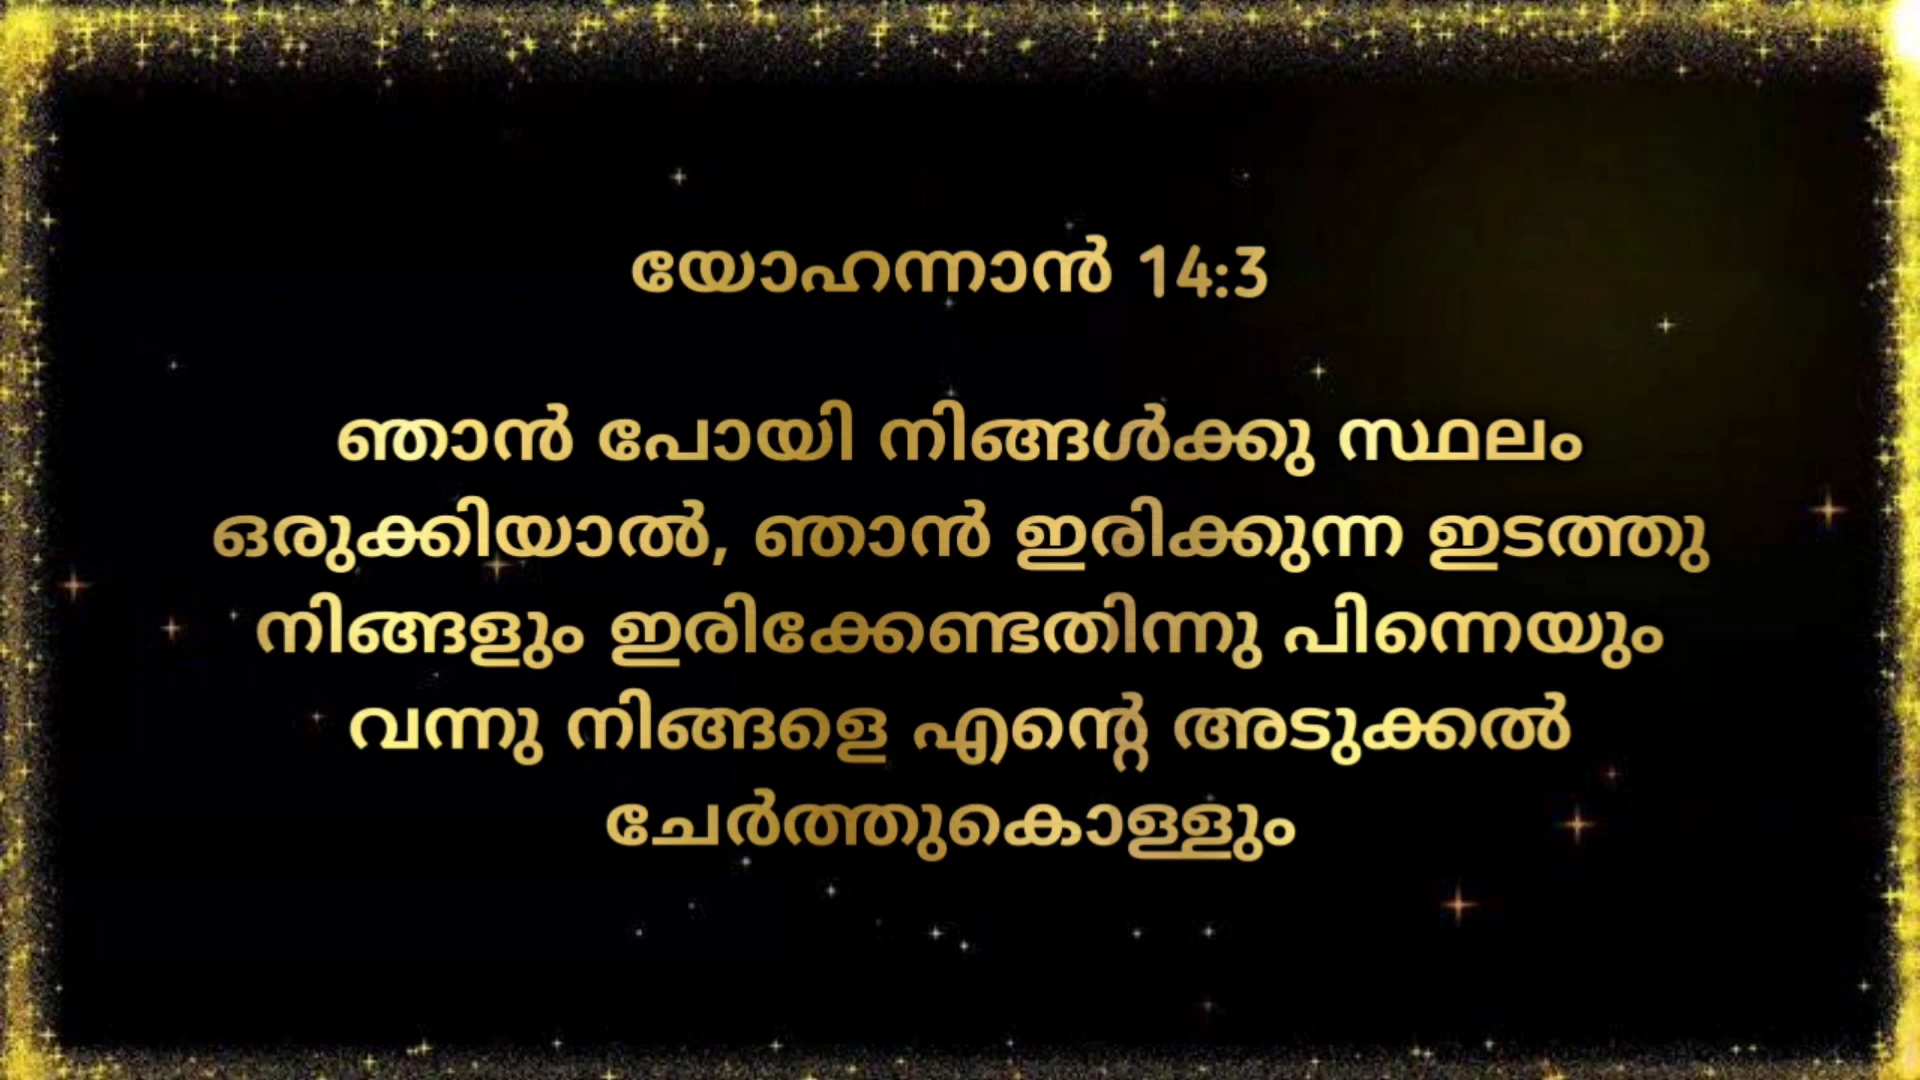 യോഹന്നാൻ 14:3
ഞാൻ പോയി നിങ്ങൾക്കു സ്ഥലം
ഒരുക്കിയാൽ, ഞാൻ ഇരിക്കുന്ന ഇടത്തു
നിങ്ങളും ഇരിക്കേണ്ടതിന്നു പിന്നെയും
വന്നു നിങ്ങളെ എന്റെ അടുക്കൽ
ചേർത്തുകൊള്ളും